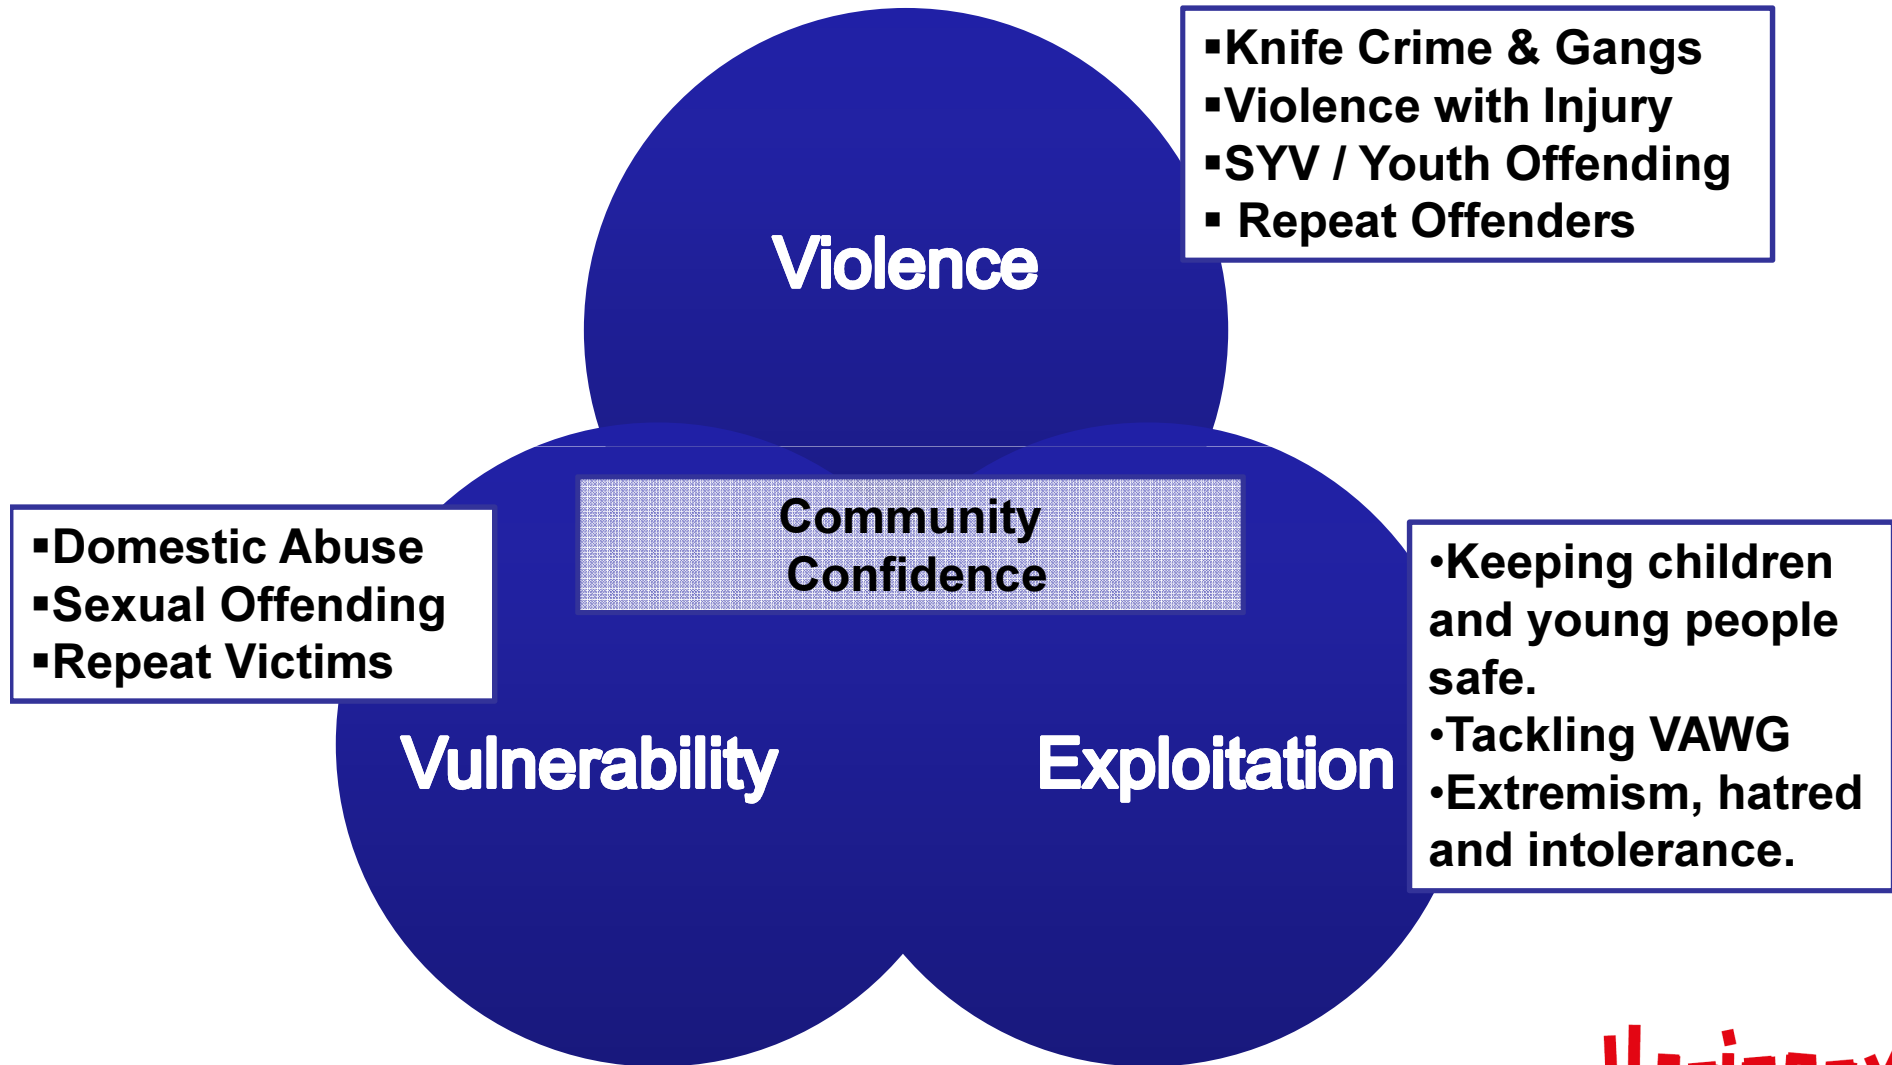 ▪Knife Crime & Gangs
▪Violence with Injury
▪SYV / Youth Offending
▪ Repeat Offenders
Violence
Community
Confidence
▪Domestic Abuse
▪Sexual Offending
▪Repeat Victims
•Keeping children
and young people
safe.
•Tackling VAWG
•Extremism, hatred
and intolerance.
Vulnerability
Exploitation